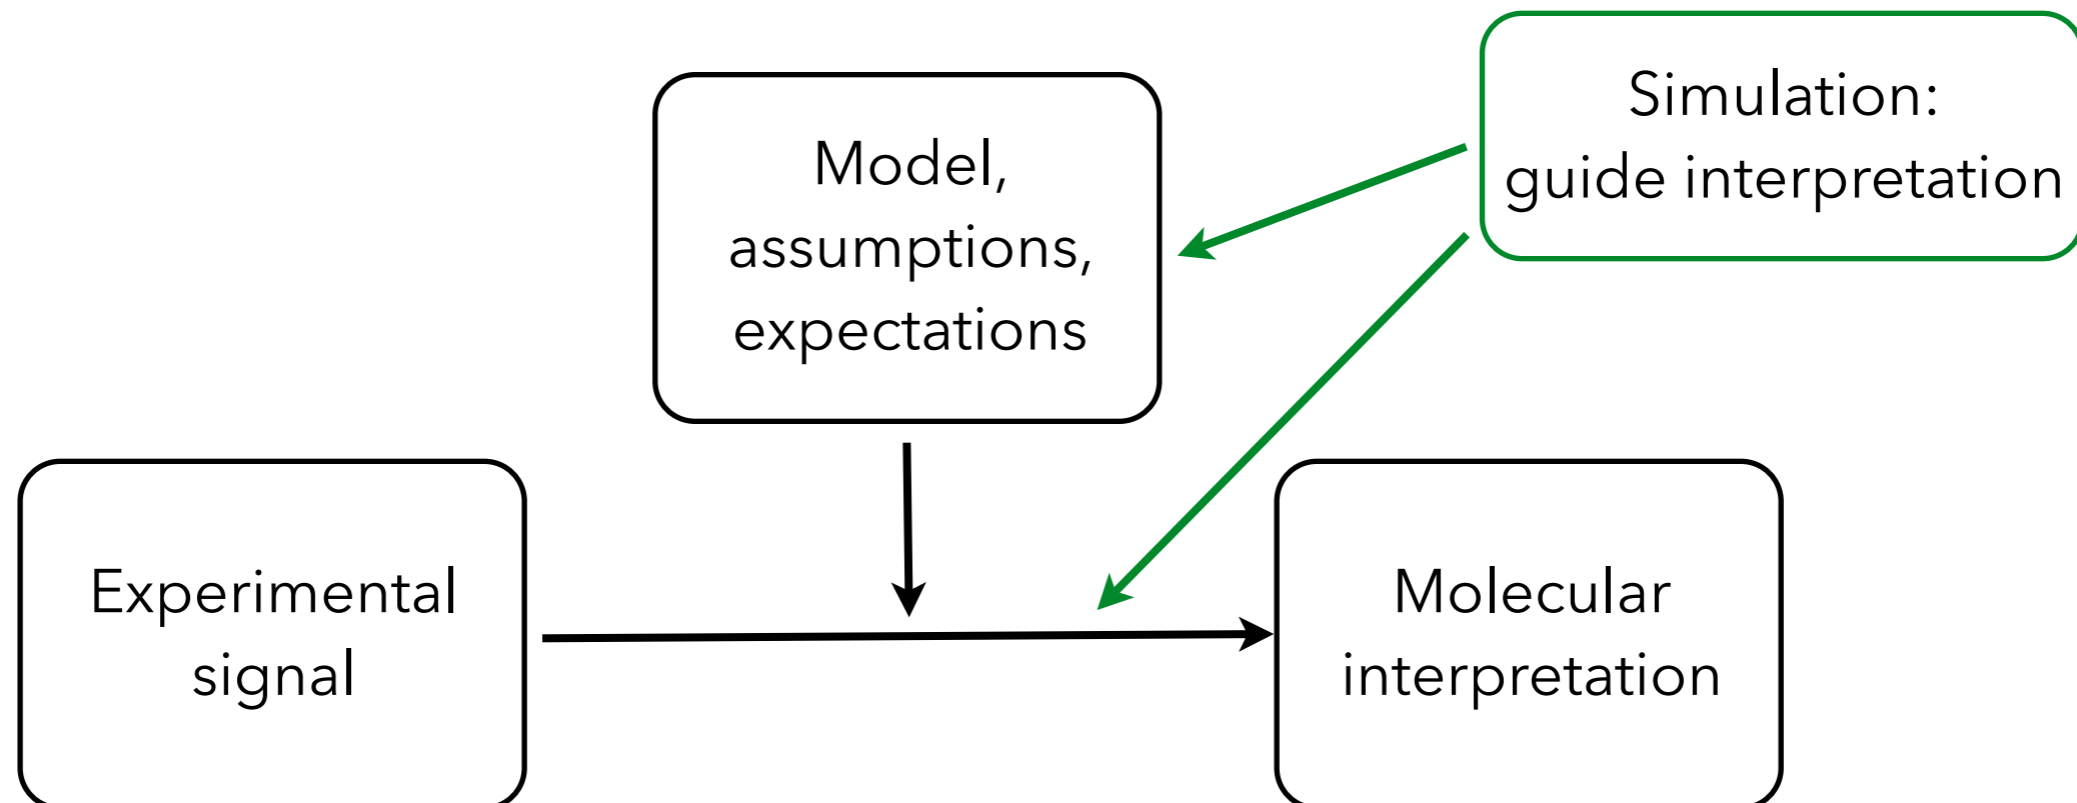 Simulation:
guide interpretation
Model,
assumptions,
expectations
Experimental
signal
Molecular
interpretation